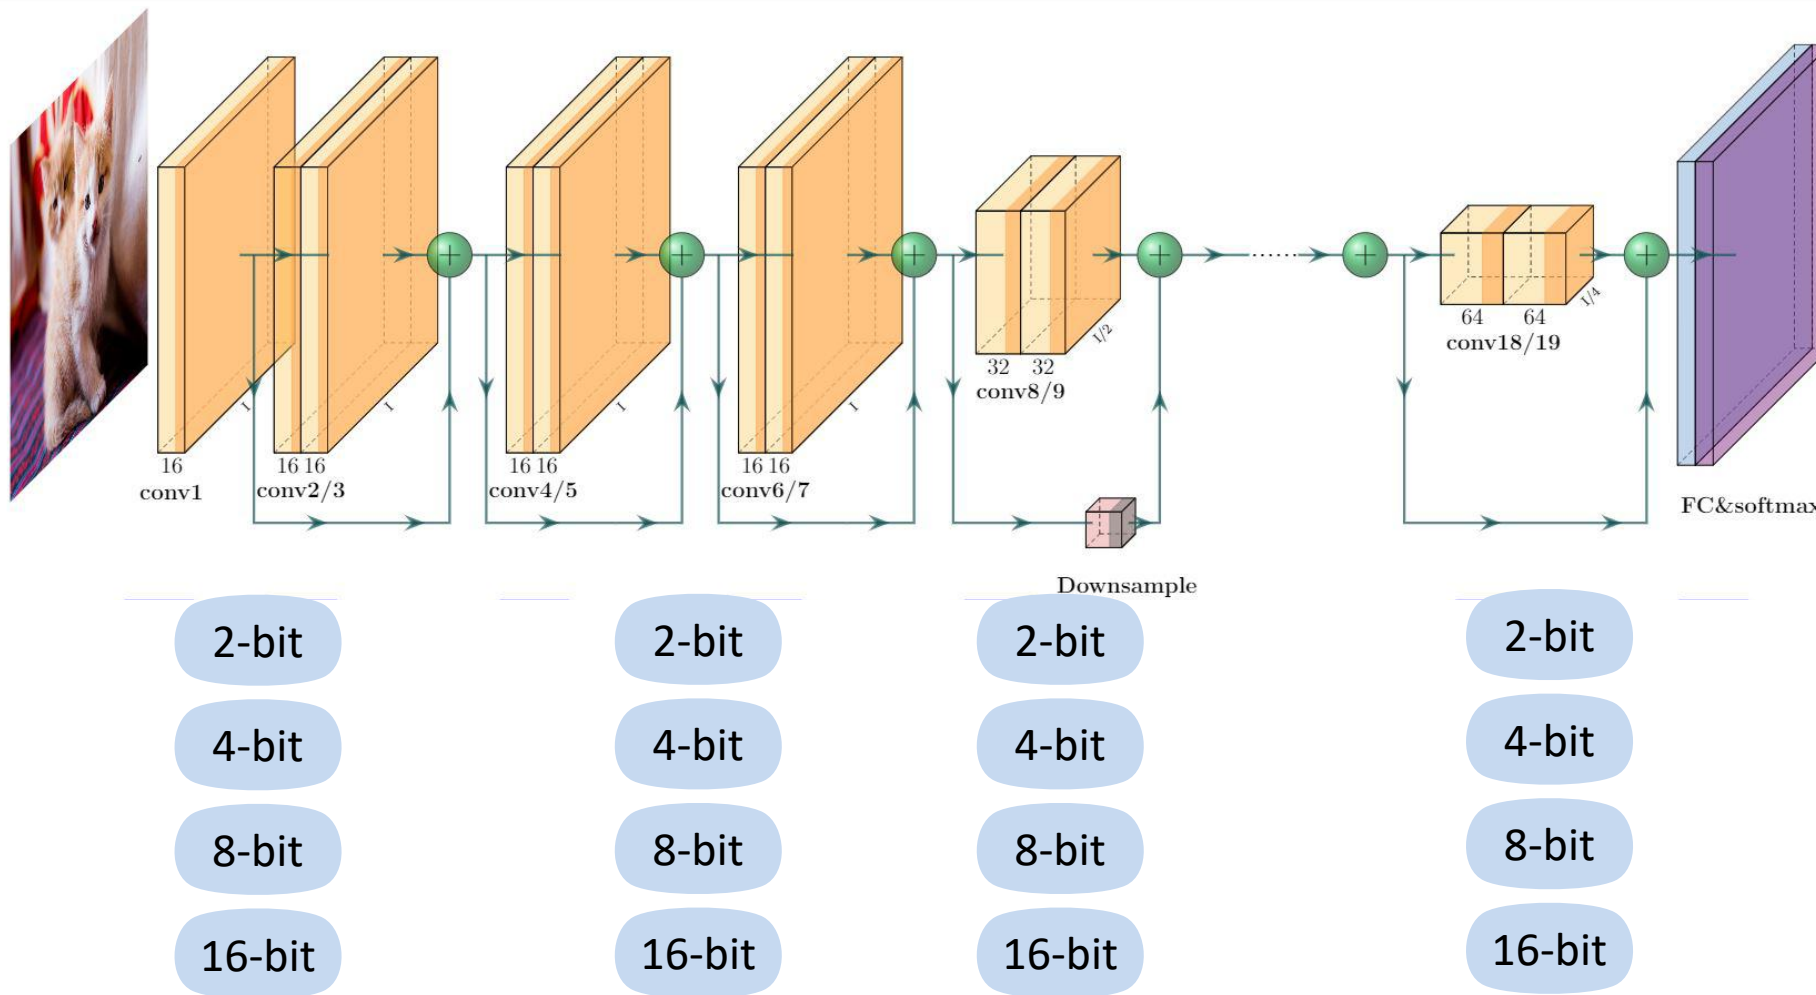 I
I
I
I
I/2
I/4
16
16 16
16 16
16 16
32 32
64 64
conv1
conv2/3
conv4/5
conv6/7
conv8/9
conv18/19
FC&softmax
Downsample
2-bit 2-bit 2-bit 2-bit
4-bit 4-bit 4-bit 4-bit
8-bit 8-bit 8-bit 8-bit
16-bit 16-bit 16-bit 16-bit